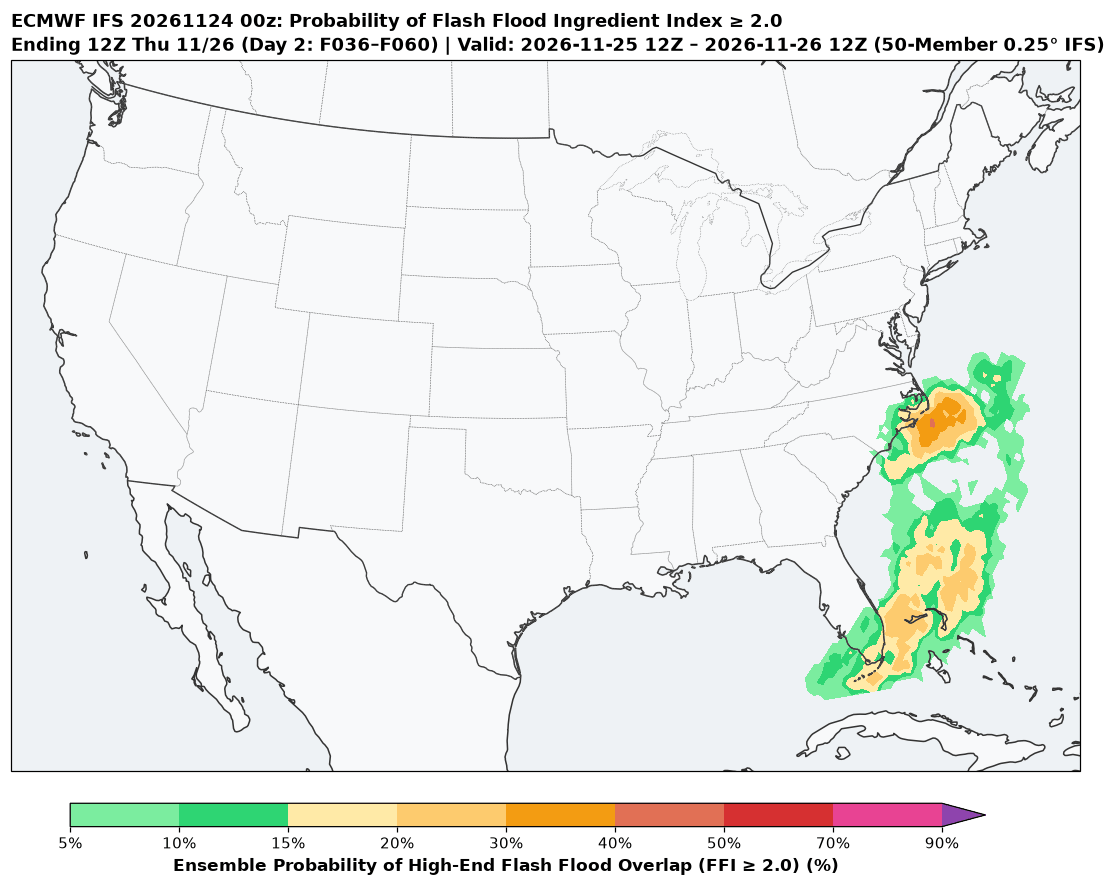 ECMWF IFS 20261124 00z: Probability of Flash Flood Ingredient Index ≥ 2.0
Ending 12Z Thu 11/26 (Day 2: F036–F060) | Valid: 2026-11-25 12Z – 2026-11-26 12Z (50-Member 0.25° IFS)
5% 10% 15% 20% 30% 40% 50% 70% 90%
Ensemble Probability of High-End Flash Flood Overlap (FFI ≥ 2.0) (%)